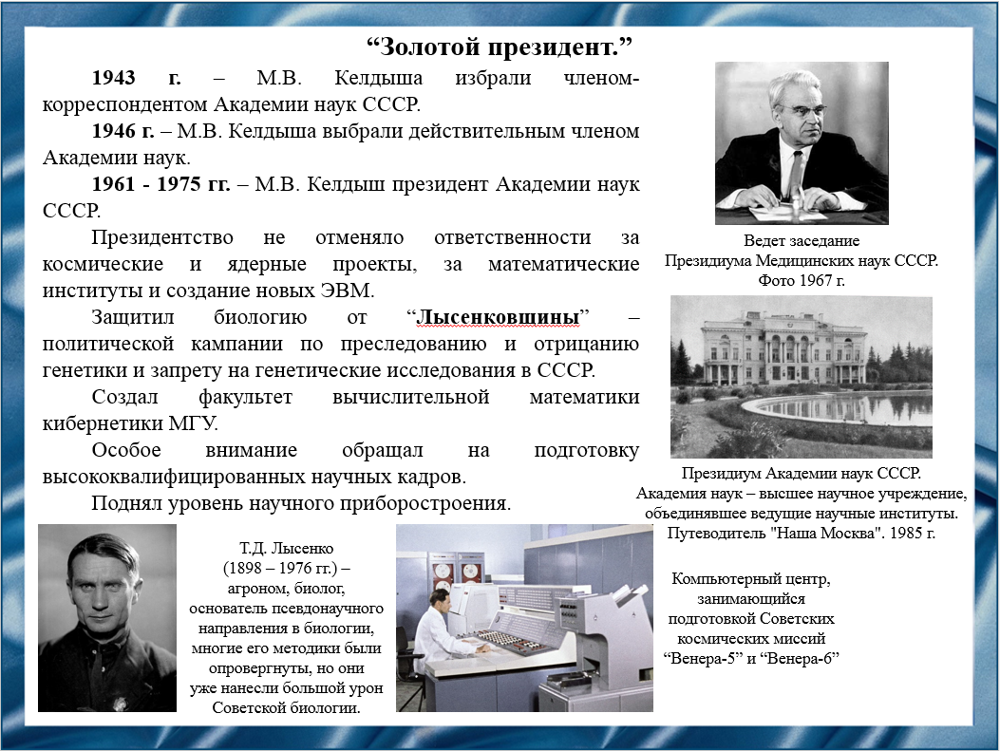 “Золотой президент.”
1943 г. – М.В. Келдыша избрали членом-
корреспондентом Академии наук СССР.
1946 г. – М.В. Келдыша выбрали действительным членом
Академии наук.
1961 - 1975 гг. – М.В. Келдыш президент Академии наук
СССР.
Президентство не отменяло ответственности за
космические и ядерные проекты, за математические
институты и создание новых ЭВМ.
Защитил биологию от “Лысенковщины” –
политической кампании по преследованию и отрицанию
генетики и запрету на генетические исследования в СССР.
Создал факультет вычислительной математики
кибернетики МГУ.
Особое внимание обращал на подготовку
высококвалифицированных научных кадров.
Поднял уровень научного приборостроения.
Ведет заседание
Президиума Медицинских наук СССР.
Фото 1967 г.
Президиум Академии наук СССР.
Академия наук – высшее научное учреждение,
объединявшее ведущие научные институты.
Путеводитель "Наша Москва". 1985 г.
Т.Д. Лысенко
(1898 – 1976 гг.) –
агроном, биолог,
основатель псевдонаучного
направления в биологии,
многие его методики были
опровергнуты, но они
уже нанесли большой урон
Советской биологии.
Компьютерный центр,
занимающийся
подготовкой Советских
космических миссий
“Венера-5” и “Венера-6”